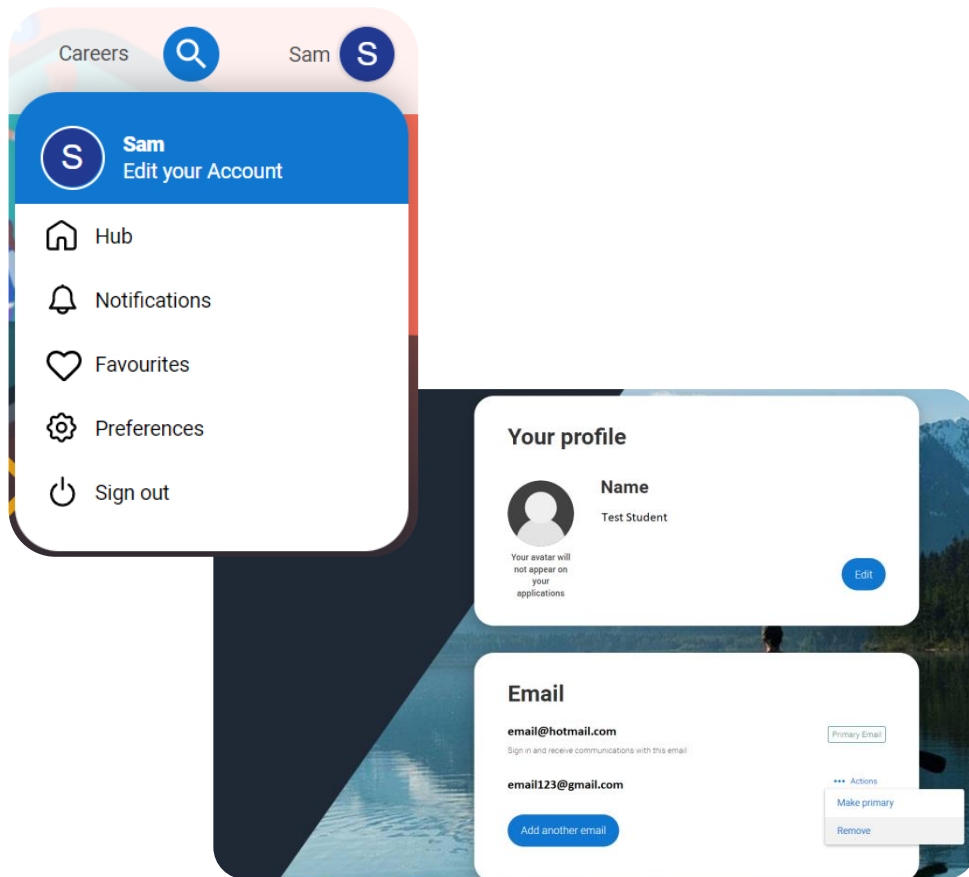 Careers
Sam
S
S
Sam
Edit your Account
Hub
Notifications
Favourites
Preferences
Sign out
Your profile
Name
Test Student
Your avatar will
not appear on
your
applications
Edit
Email
email@hotmail.com
Primary Email
Sign in and receive communications with this email
email123@gmail.com
••• Actions
Make primary
Add another email
Remove